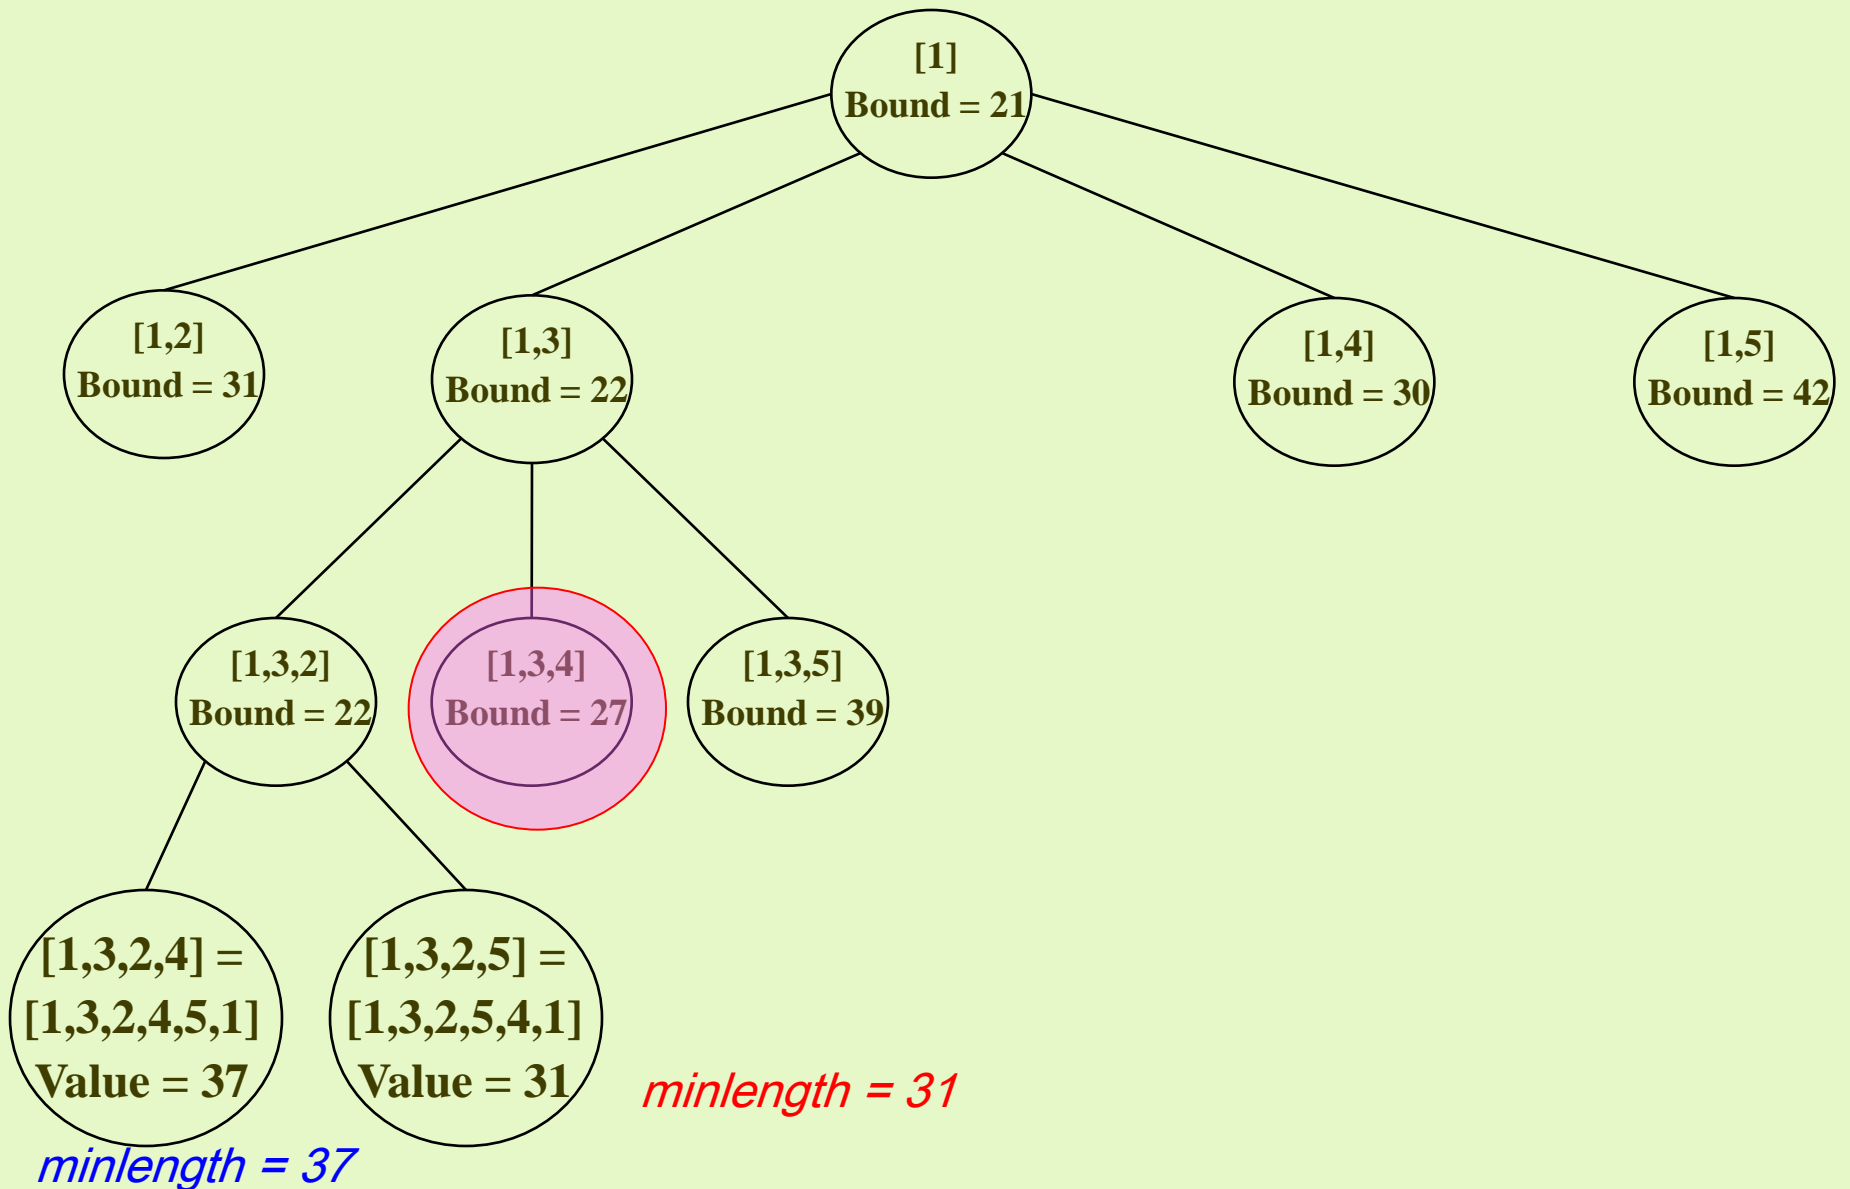 [1]
Bound = 21
[1,2]
Bound = 31
[1,3]
Bound = 22
[1,4]
Bound = 30
[1,5]
Bound = 42
[1,3,2]
Bound = 22
[1,3,4]
Bound = 27
[1,3,5]
Bound = 39
[1,3,2,4] =
[1,3,2,4,5,1]
Value = 37
[1,3,2,5] =
[1,3,2,5,4,1]
Value = 31
minlength = 31
minlength = 37